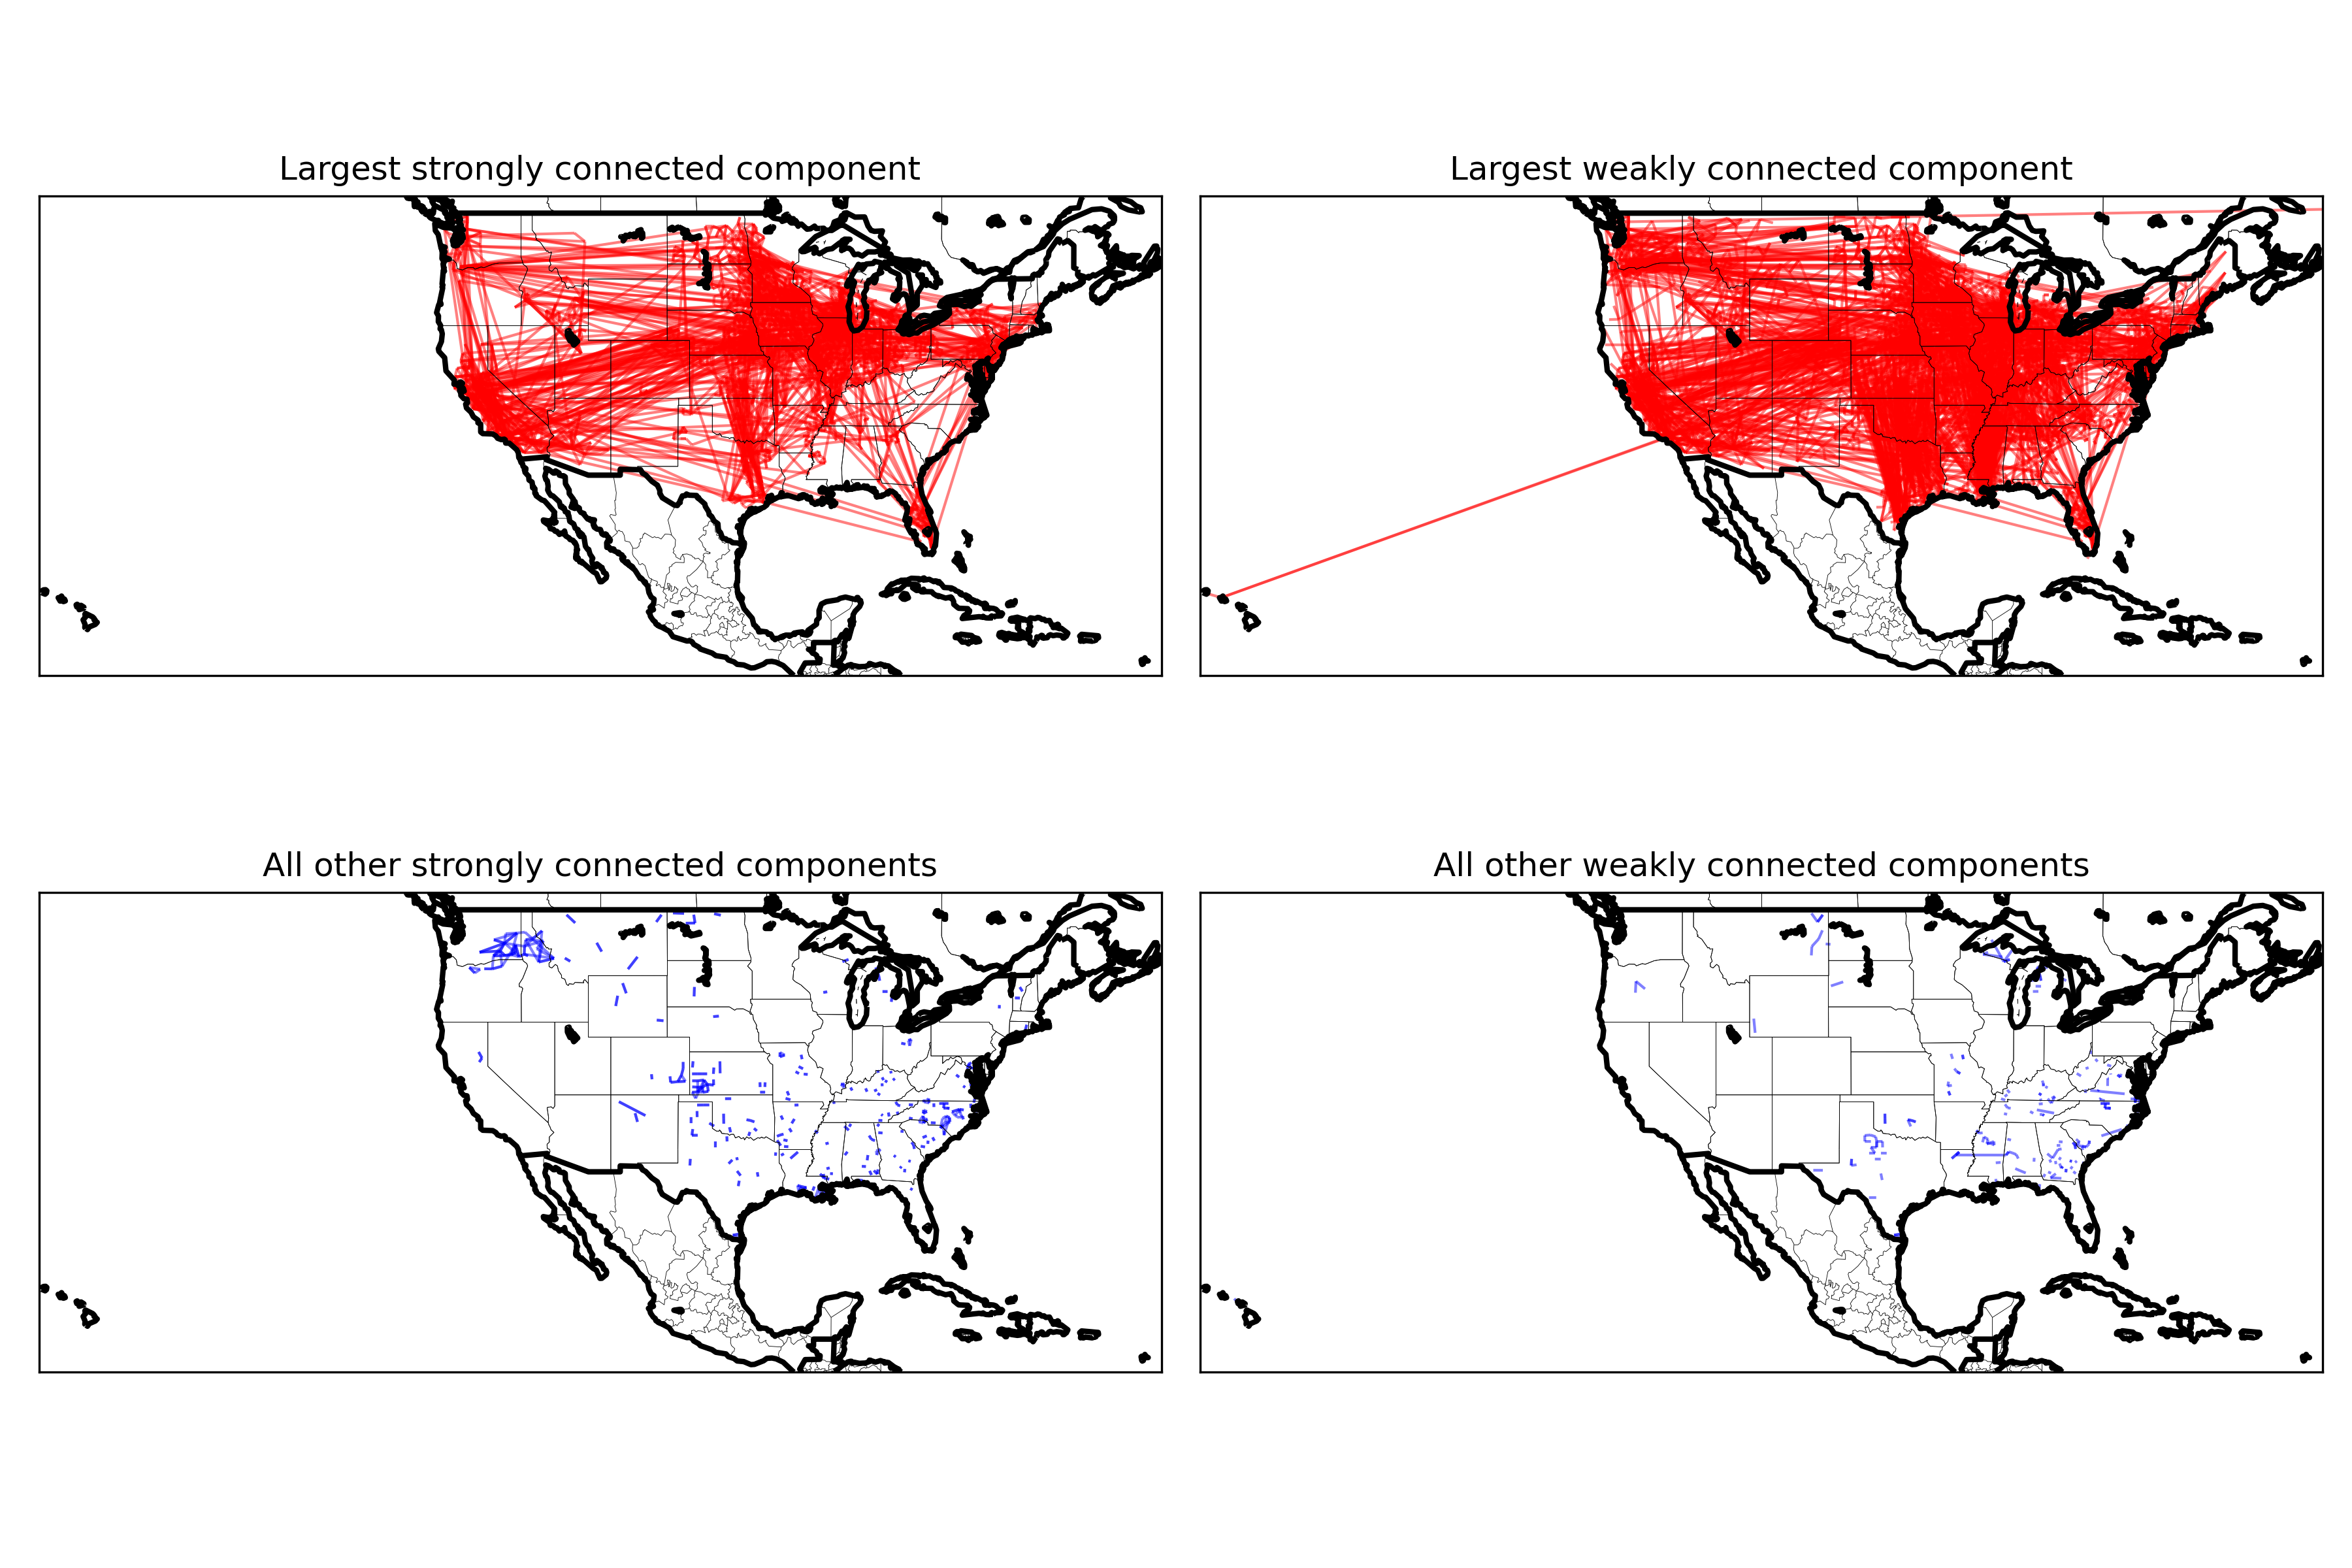 Largest strongly connected component
Largest weakly connected component
All other strongly connected components
All other weakly connected components